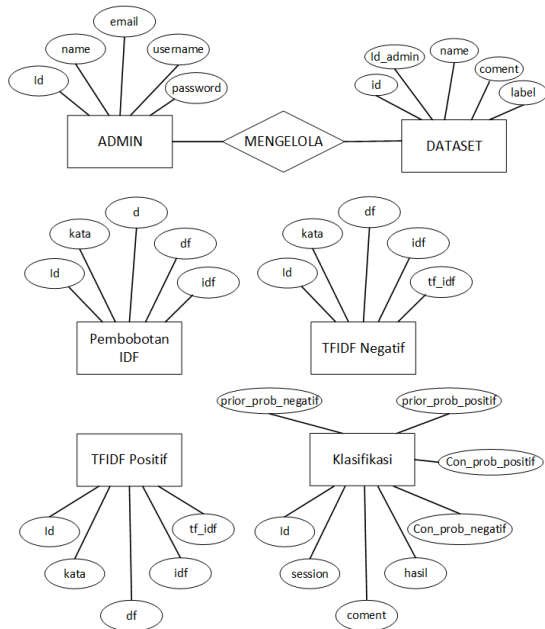 email
name
username
Id
password
ADMIN
MENGELOLA
Id_admin
name
coment
id
label
DATASET
d
kata
df
Id
idf
Pembobotan
IDF
df
kata
idf
Id
tf_idf
TFIDF Negatif
TFIDF Positif
Id
tf_idf
kata
idf
df
prior_prob_negatif
prior_prob_positif
Klasifikasi
Con_prob_positif
Id
Con_prob_negatif
session
hasil
coment